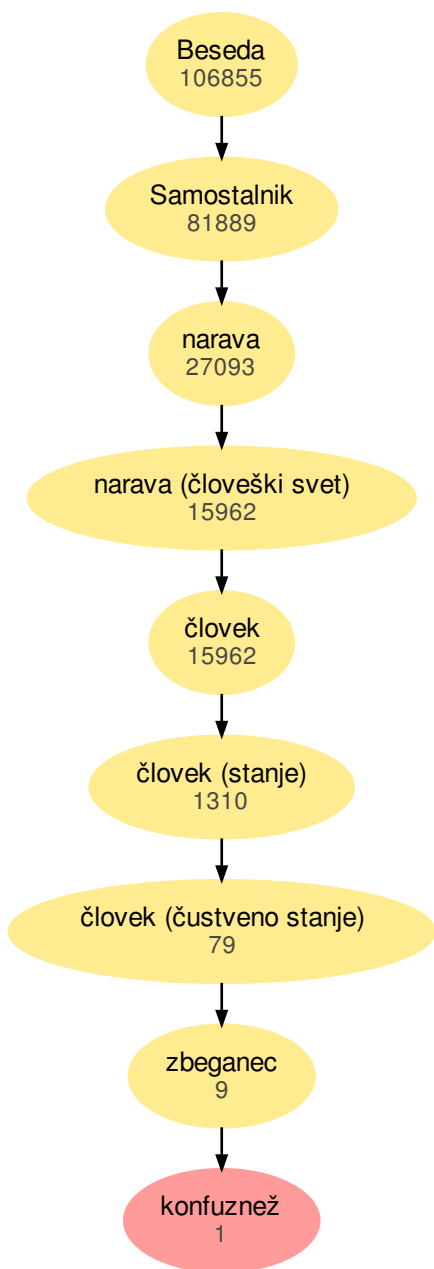 Beseda
106855
Samostalnik
81889
narava
27093
narava (človeški svet)
15962
človek
15962
človek (stanje)
1310
človek (čustveno stanje)
79
zbeganec
9
konfuznež
1